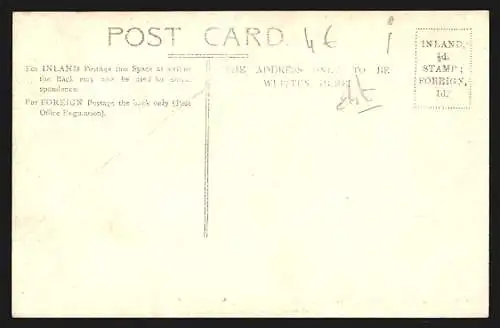 POST CARD.
46
For INLAND Postage this Space as well as
the Back may now be used for corres-
pondence.
For FOREIGN Postage the back only (Post
Office Regulation).
THE ADDRESS ONLY TO BE
WRITTEN HERE.
INLAND,
½d.
STAMP;
FOREIGN,
1d.